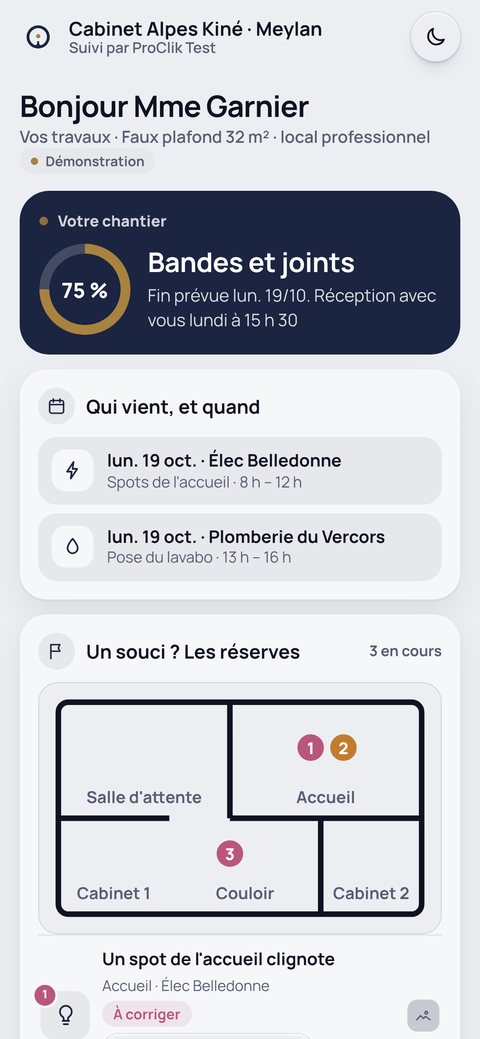 Cabinet Alpes Kiné · Meylan
Suivi par ProClik Test
Bonjour Mme Garnier
Vos travaux · Faux plafond 32 m² · local professionnel
Démonstration
Votre chantier
75 %
Bandes et joints
Fin prévue lun. 19/10. Réception avec
vous lundi à 15 h 30
Qui vient, et quand
lun. 19 oct. · Élec Belledonne
Spots de l'accueil · 8 h – 12 h
lun. 19 oct. · Plomberie du Vercors
Pose du lavabo · 13 h – 16 h
Un souci ? Les réserves
3 en cours
1 2
Salle d'attente
Accueil
3
Cabinet 1
Couloir
Cabinet 2
Un spot de l'accueil clignote
Accueil · Élec Belledonne
1
À corriger